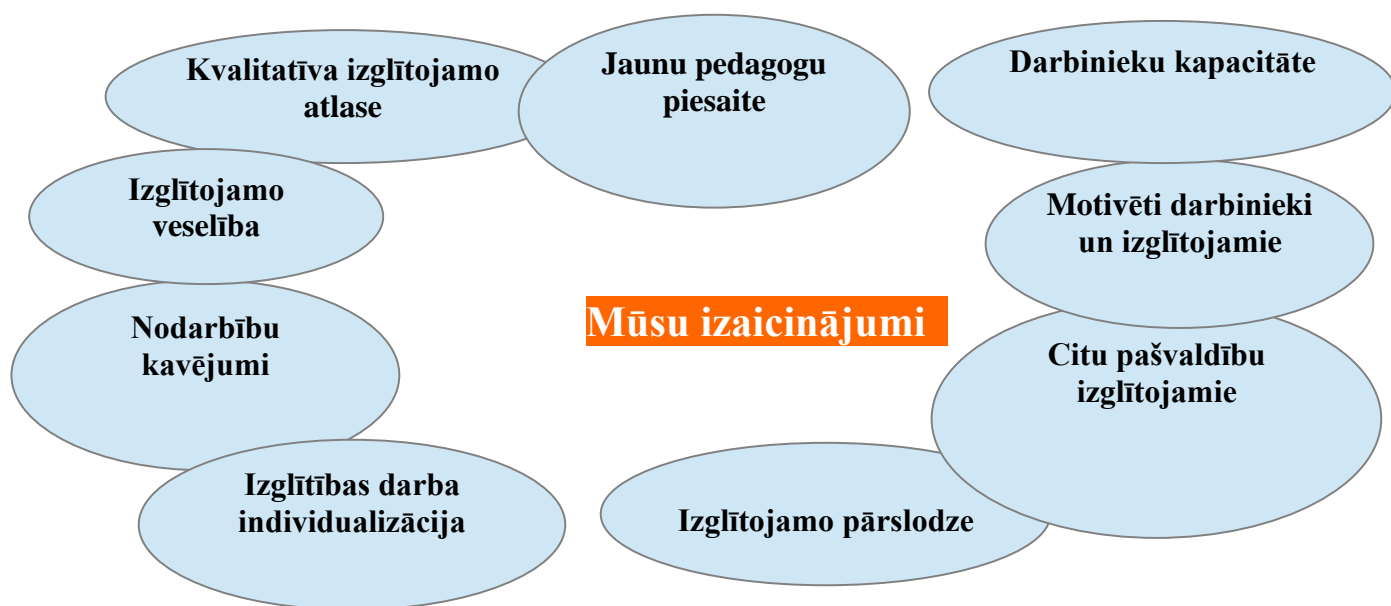 Kvalitatīva izglītojamo
atlase
Jaunu pedagogu
piesaite
Darbinieku kapacitāte
Izglītojamo
veselība
Motivēti darbinieki
un izglītojamie
Mūsu izaicinājumi
Nodarbību
kavējumi
Citu pašvaldību
izglītojamie
Izglītības darba
individualizācija
Izglītojamo pārslodze